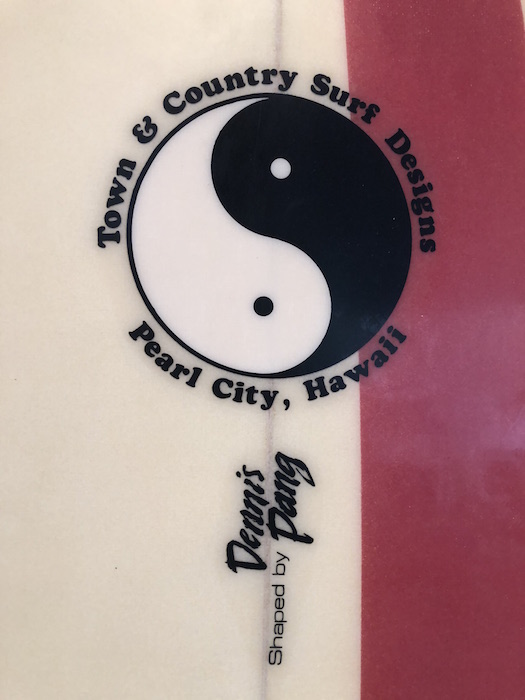 Town & Country Surf Designs
Pearl City, Hawaii
Shaped by
Dennis
Pang